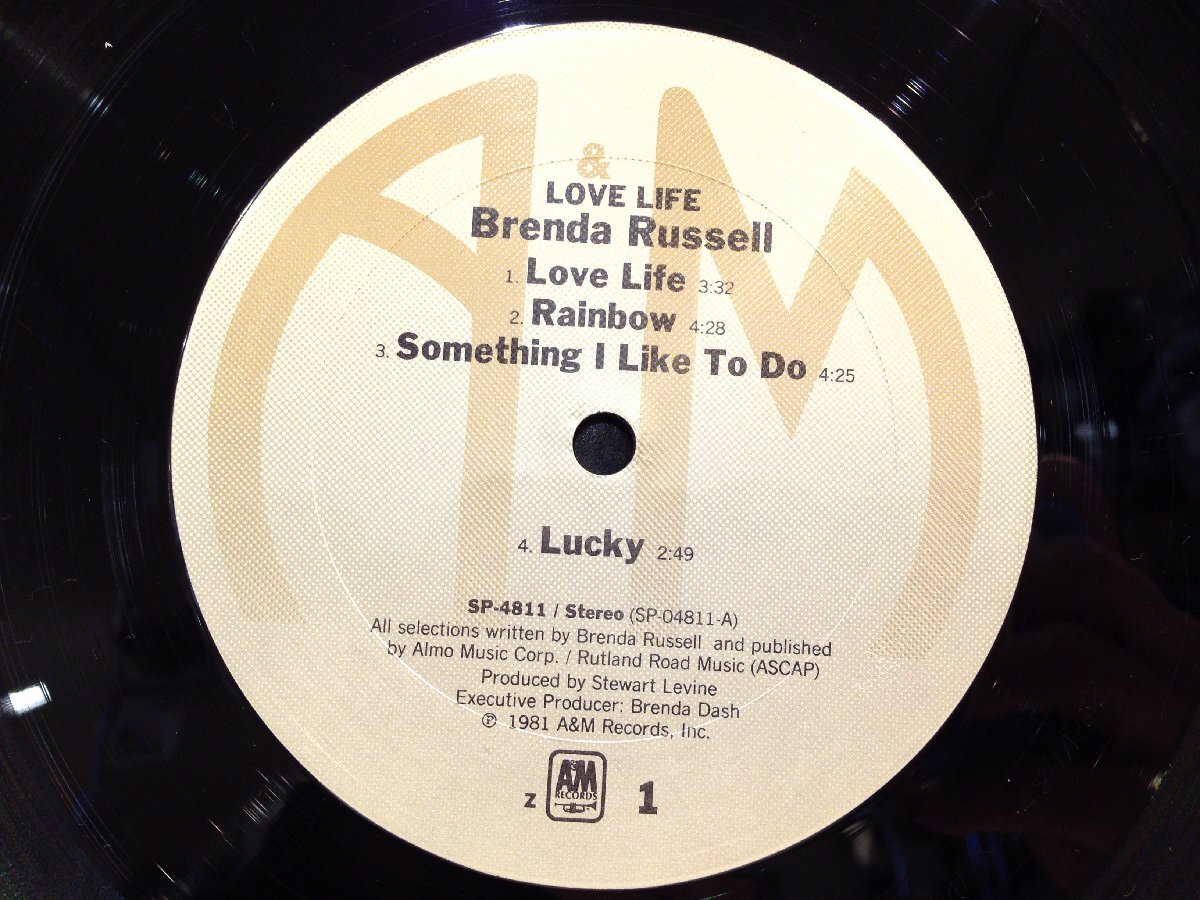 A & M
LOVE LIFE
Brenda Russell
1. Love Life 3:32
2. Rainbow 4:28
3. Something I Like To Do 4:25
4. Lucky 2:49
SP-4811 / Stereo (SP-04811-A)
All selections written by Brenda Russell and published
by Almo Music Corp. / Rutland Road Music (ASCAP)
Produced by Stewart Levine
Executive Producer: Brenda Dash
℗ 1981 A&M Records, Inc.
z A&M RECORDS 1